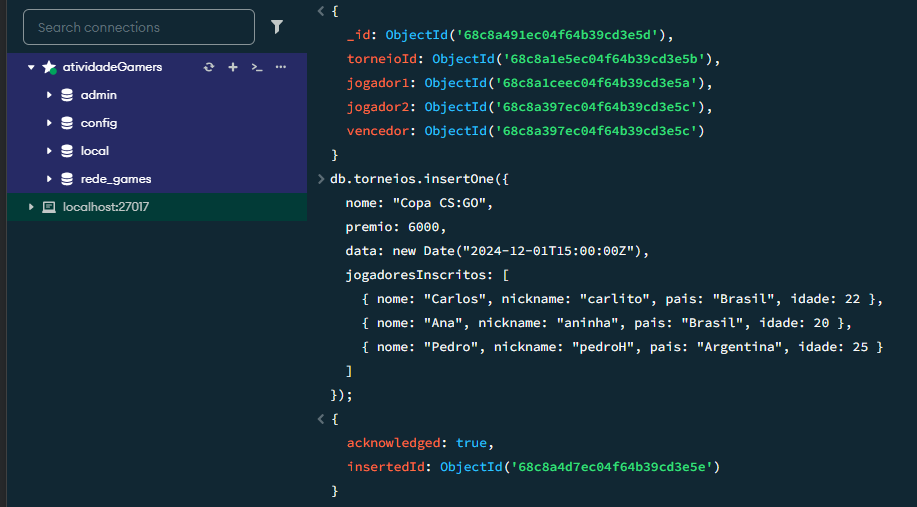 Search connections
atividadeGamers
admin
config
local
rede_games
localhost:27017
{
_id: ObjectId('68c8a491ec04f64b39cd3e5d'),
torneioId: ObjectId('68c8a1e5ec04f64b39cd3e5b'),
jogador1: ObjectId('68c8a1ceec04f64b39cd3e5a'),
jogador2: ObjectId('68c8a397ec04f64b39cd3e5c'),
vencedor: ObjectId('68c8a397ec04f64b39cd3e5c')
}
db.torneios.insertOne({
nome: "Copa CS:GO",
premio: 6000,
data: new Date("2024-12-01T15:00:00Z"),
jogadoresInscritos: [
{ nome: "Carlos", nickname: "carlito", pais: "Brasil", idade: 22 },
{ nome: "Ana", nickname: "aninha", pais: "Brasil", idade: 20 },
{ nome: "Pedro", nickname: "pedroH", pais: "Argentina", idade: 25 }
]
});
{
acknowledged: true,
insertedId: ObjectId('68c8a4d7ec04f64b39cd3e5e')
}